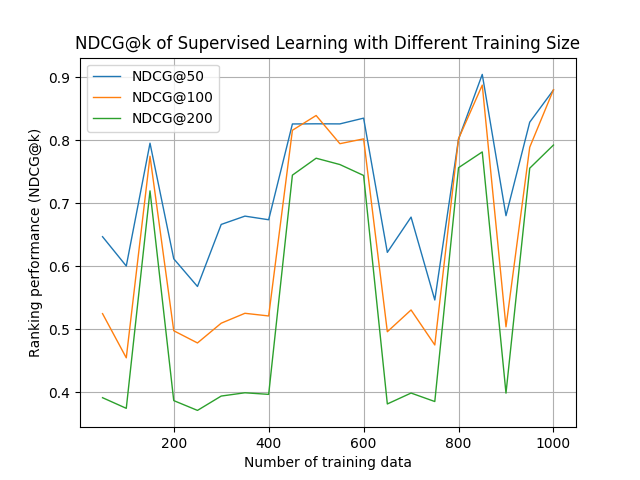 NDCG@k of Supervised Learning with Different Training Size
NDCG@50
NDCG@100
NDCG@200
Ranking performance (NDCG@k)
0.9
0.8
0.7
0.6
0.5
0.4
200 400 600 800 1000
Number of training data